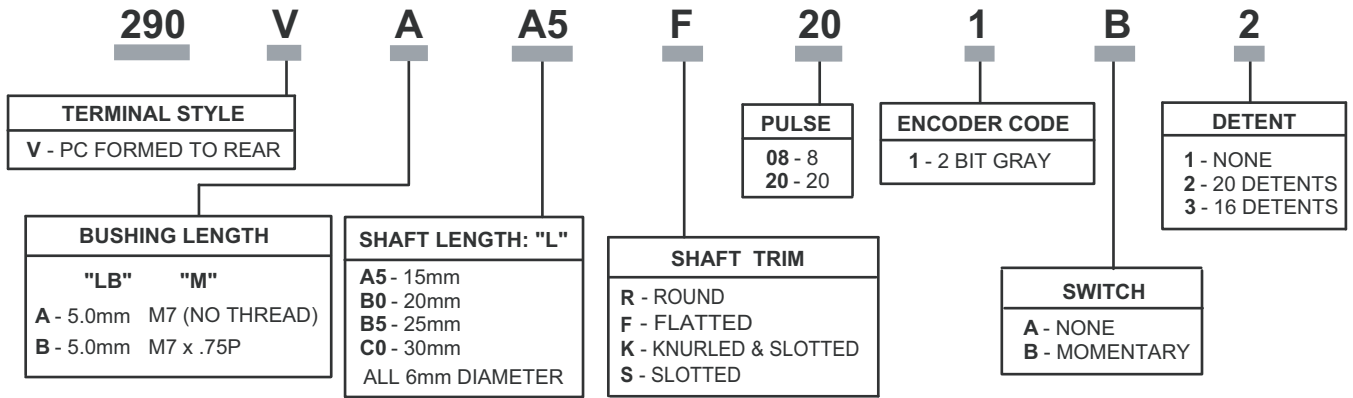 290 V A A5 F 20 1 B 2
TERMINAL STYLE
V - PC FORMED TO REAR
BUSHING LENGTH
"LB" "M"
A - 5.0mm M7 (NO THREAD)
B - 5.0mm M7 x .75P
SHAFT LENGTH: "L"
A5 - 15mm
B0 - 20mm
B5 - 25mm
C0 - 30mm
ALL 6mm DIAMETER
SHAFT TRIM
R - ROUND
F - FLATTED
K - KNURLED & SLOTTED
S - SLOTTED
PULSE
08 - 8
20 - 20
ENCODER CODE
1 - 2 BIT GRAY
SWITCH
A - NONE
B - MOMENTARY
DETENT
1 - NONE
2 - 20 DETENTS
3 - 16 DETENTS